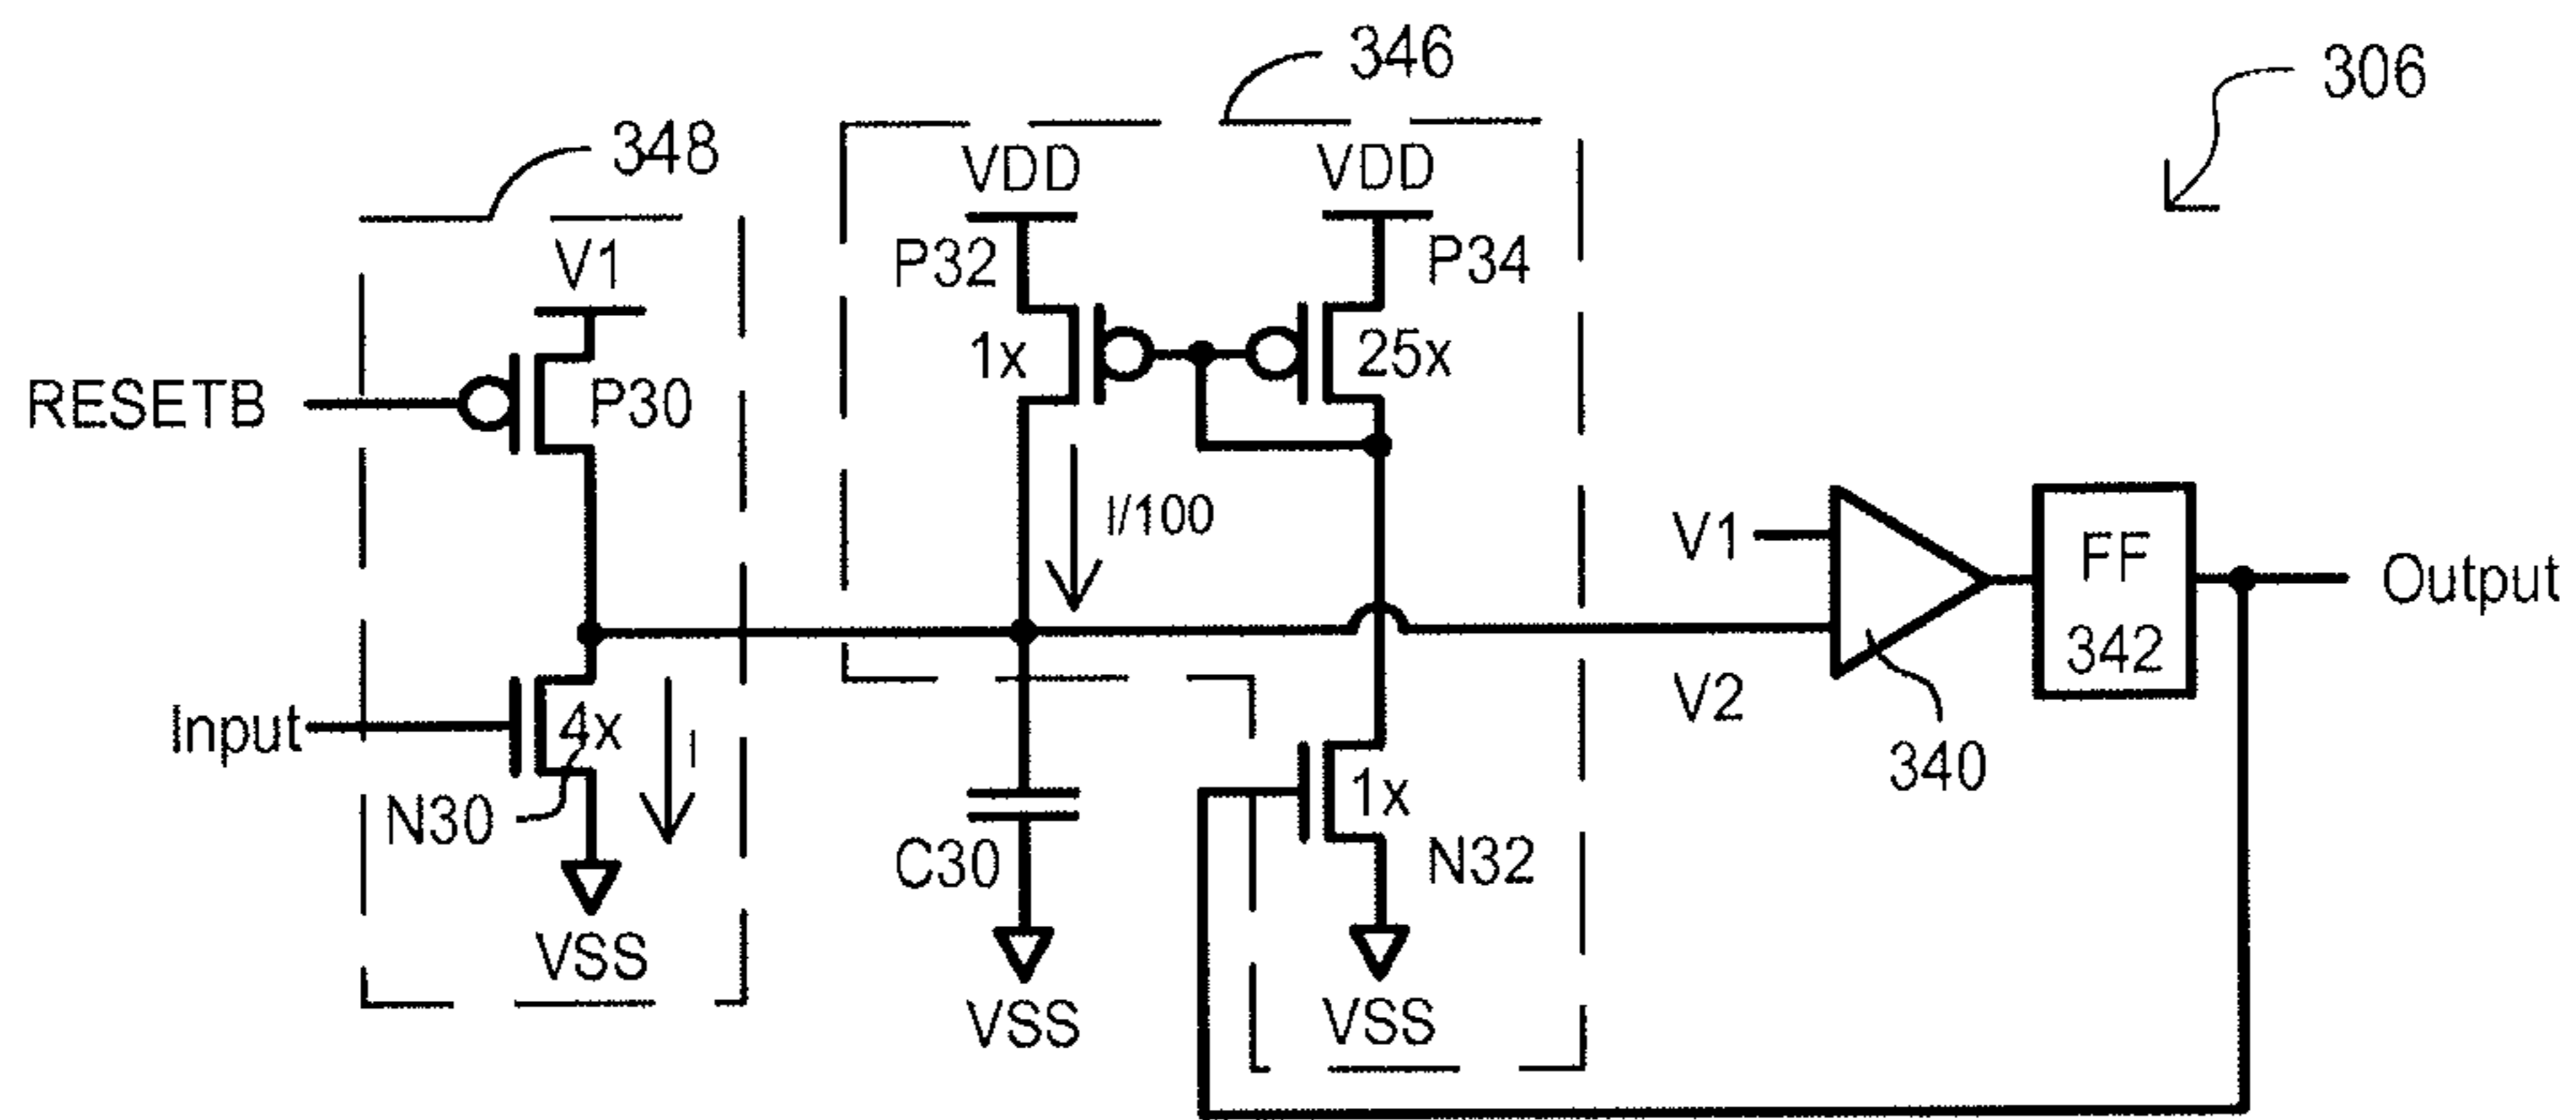 346
306
348
VDD
VDD
V1
P32
P34
1x
25x
RESETB
P30
I/100
V1
FF
342
Output
Input
4x
I
V2
340
N30
1x
C30
N32
VSS
VSS
VSS